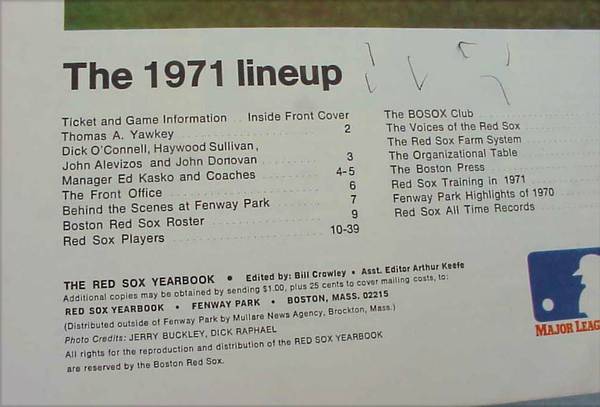 The 1971 lineup
Ticket and Game Information . . Inside Front Cover
Thomas A. Yawkey 2
Dick O'Connell, Haywood Sullivan,
John Alevizos and John Donovan 3
Manager Ed Kasko and Coaches 4-5
The Front Office 6
Behind the Scenes at Fenway Park 7
Boston Red Sox Roster 9
Red Sox Players 10-39
The BOSOX Club
The Voices of the Red Sox
The Red Sox Farm System
The Organizational Table
The Boston Press
Red Sox Training in 1971
Fenway Park Highlights of 1970
Red Sox All Time Records
THE RED SOX YEARBOOK • Edited by: Bill Crowley • Asst. Editor Arthur Keefe
Additional copies may be obtained by sending $1.00, plus 25 cents to cover mailing costs, to:
RED SOX YEARBOOK • FENWAY PARK • BOSTON, MASS. 02215
(Distributed outside of Fenway Park by Mullare News Agency, Brockton, Mass.)
Photo Credits: JERRY BUCKLEY, DICK RAPHAEL
All rights for the reproduction and distribution of the RED SOX YEARBOOK
are reserved by the Boston Red Sox.
MAJOR LEAG